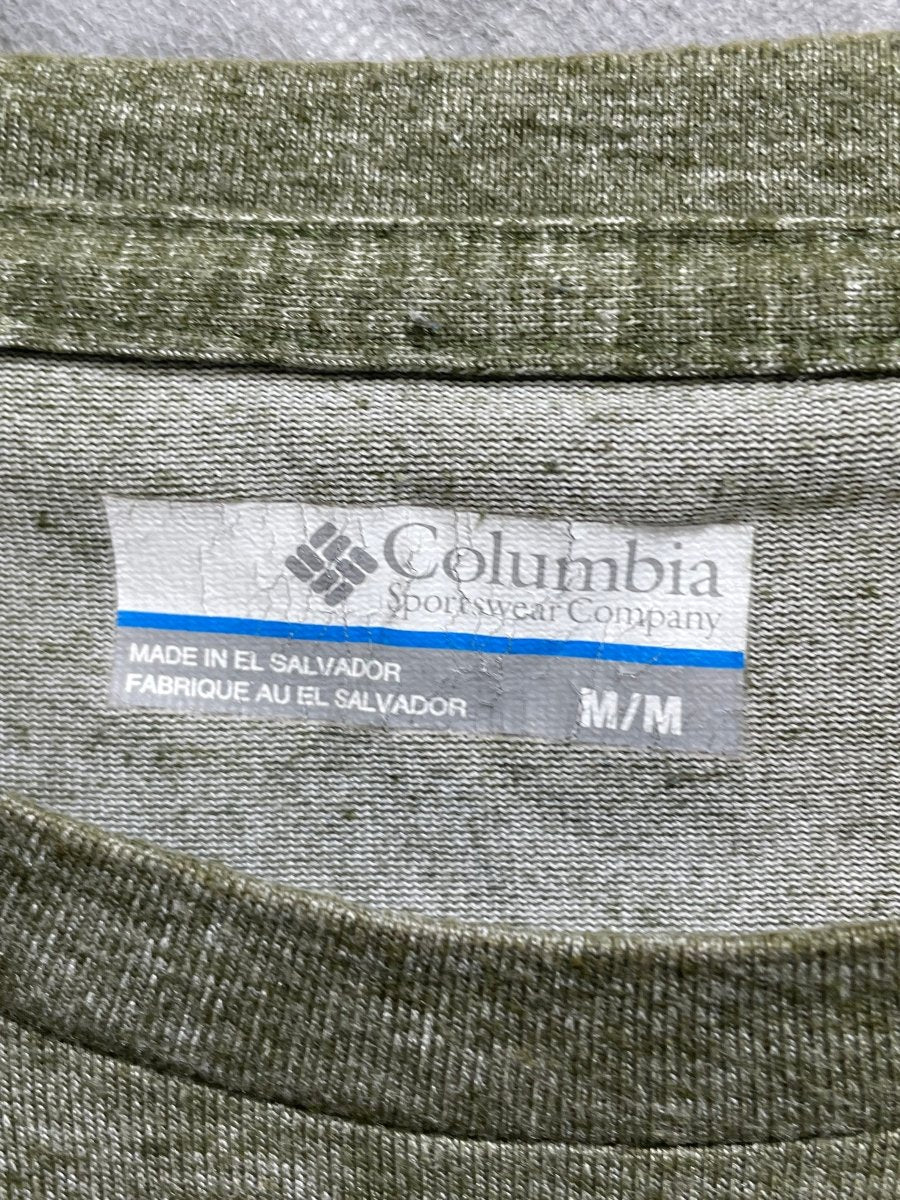 Columbia
Sportswear Company
MADE IN EL SALVADOR
FABRIQUE AU EL SALVADOR
M/M